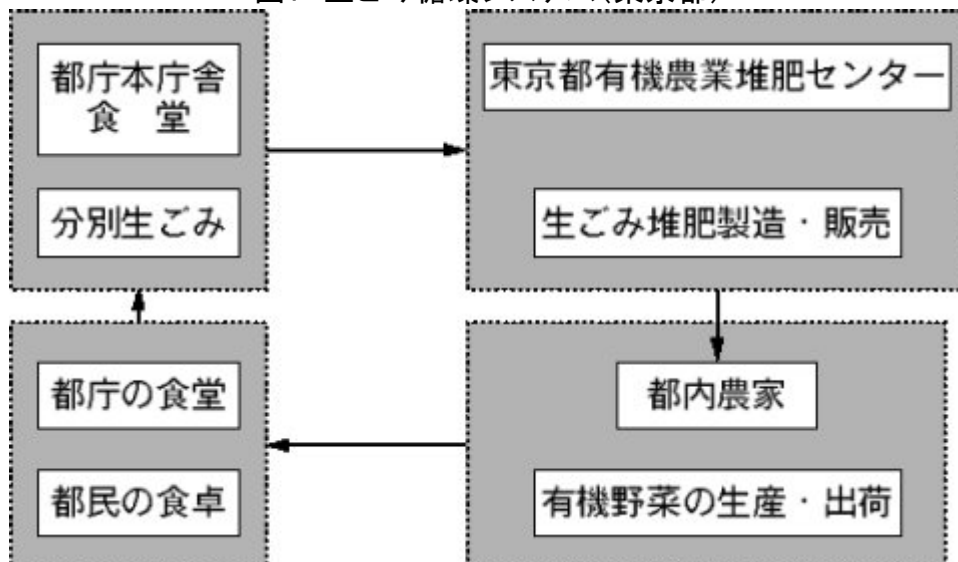 都庁本庁舎
食　堂
分別生ごみ
東京都有機農業堆肥センター
生ごみ堆肥製造・販売
都庁の食堂
都民の食卓
都内農家
有機野菜の生産・出荷